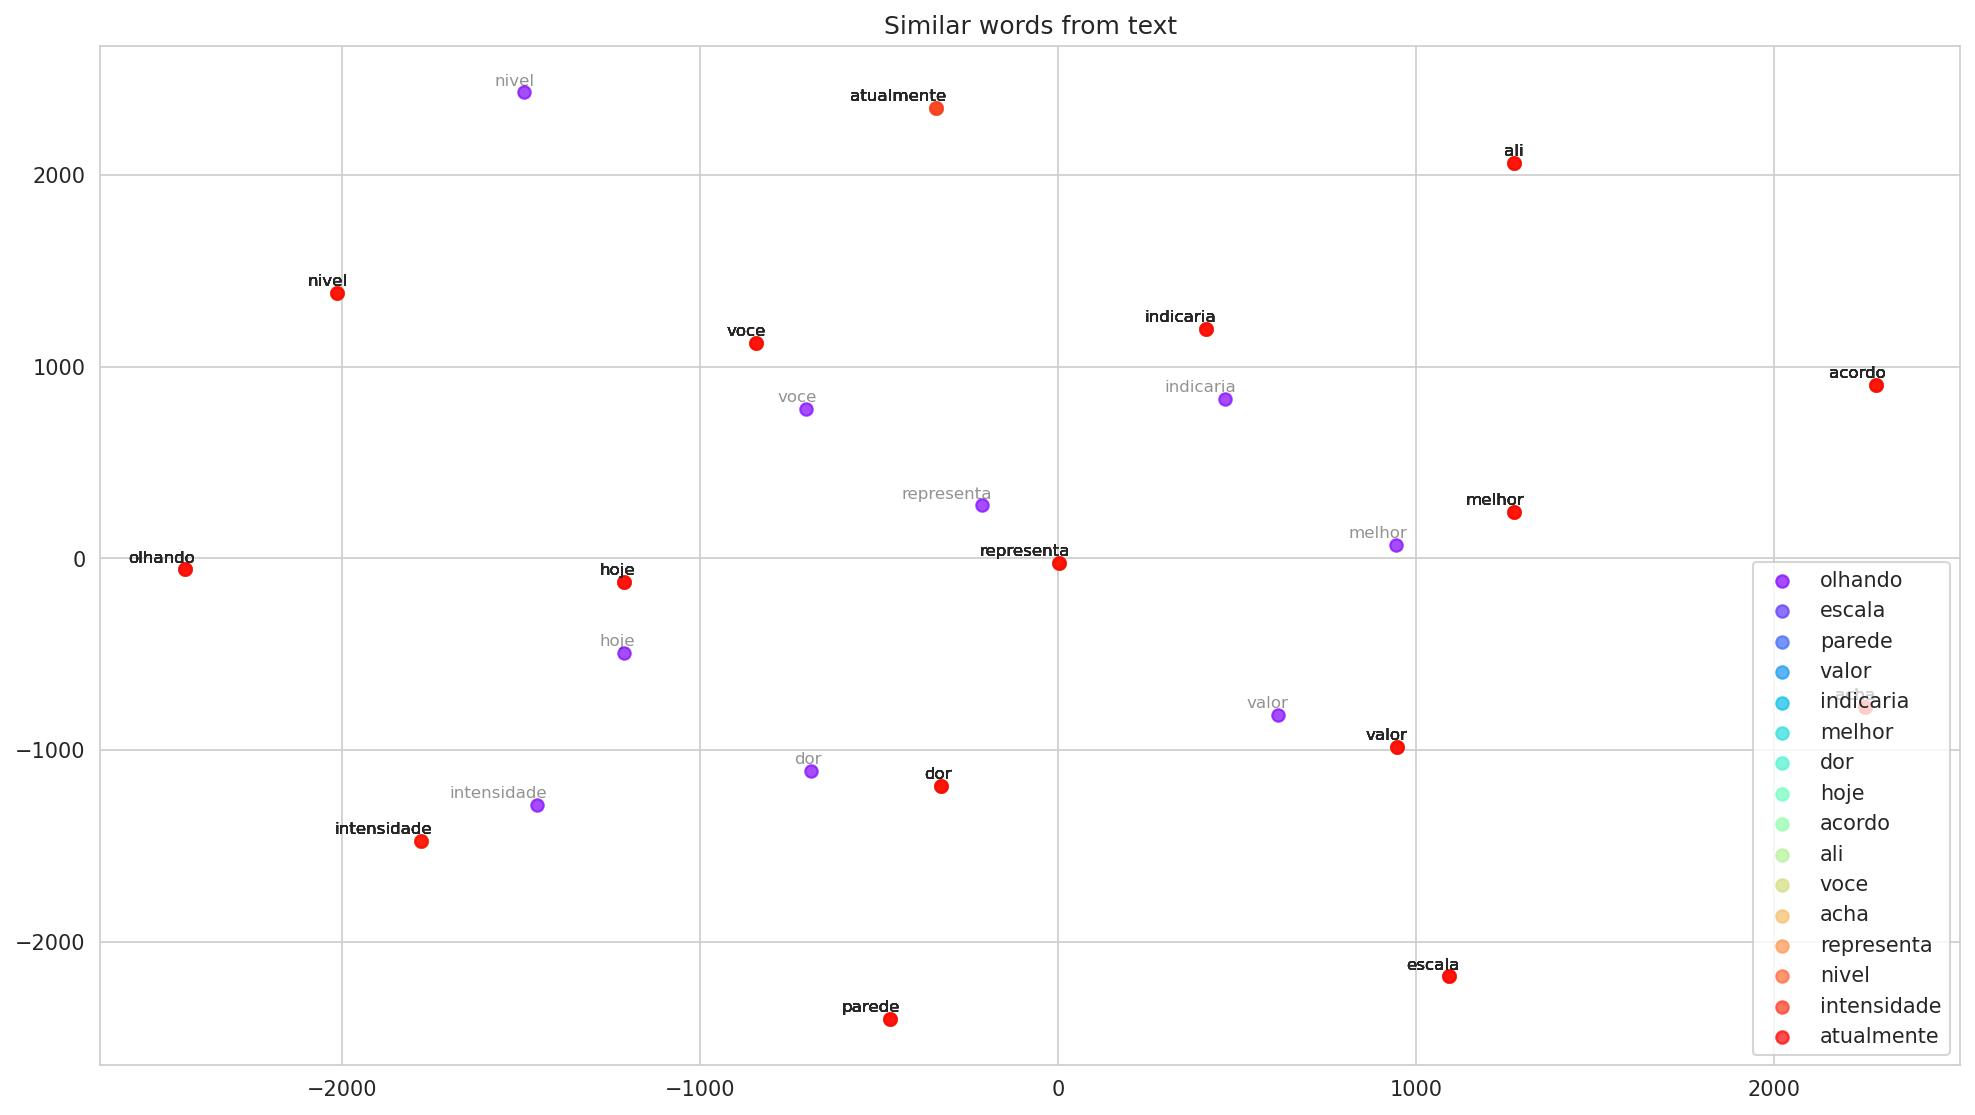 Similar words from text
nivel
atualmente
ali
2000
nivel
voce
indicaria
acordo
1000
voce
indicaria
representa
melhor
melhor
olhando
hoje
representa
0
hoje
valor
acha
valor
−1000
dor
dor
intensidade
intensidade
−2000
escala
parede
olhando
escala
parede
valor
indicaria
melhor
dor
hoje
acordo
ali
voce
acha
representa
nivel
intensidade
atualmente
−2000 −1000 0 1000 2000